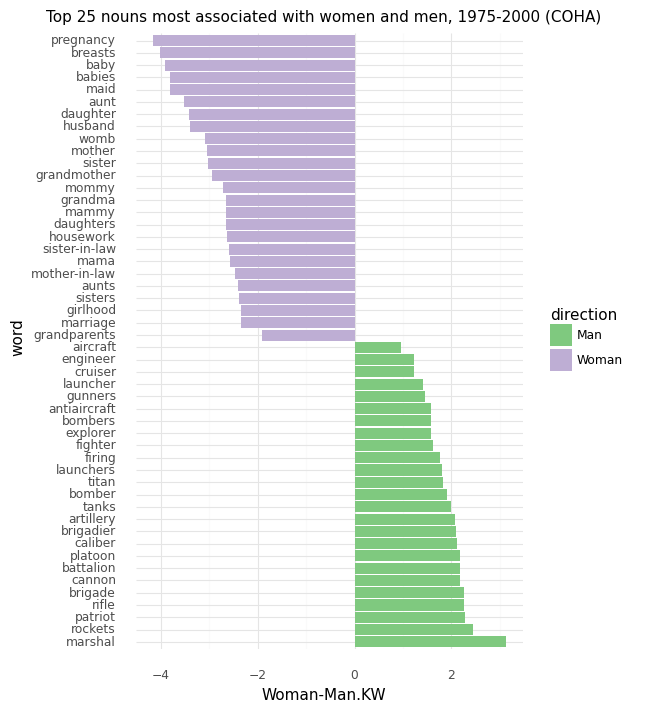 Top 25 nouns most associated with women and men, 1975-2000 (COHA)
pregnancy
breasts
baby
babies
maid
aunt
daughter
husband
womb
mother
sister
grandmother
mommy
grandma
mammy
daughters
housework
sister-in-law
mama
mother-in-law
aunts
sisters
girlhood
marriage
grandparents
aircraft
engineer
cruiser
launcher
gunners
antiaircraft
bombers
explorer
fighter
firing
launchers
titan
bomber
tanks
artillery
brigadier
caliber
platoon
battalion
cannon
brigade
rifle
patriot
rockets
marshal
word
−4 −2 0 2
Woman-Man.KW
direction
Man
Woman